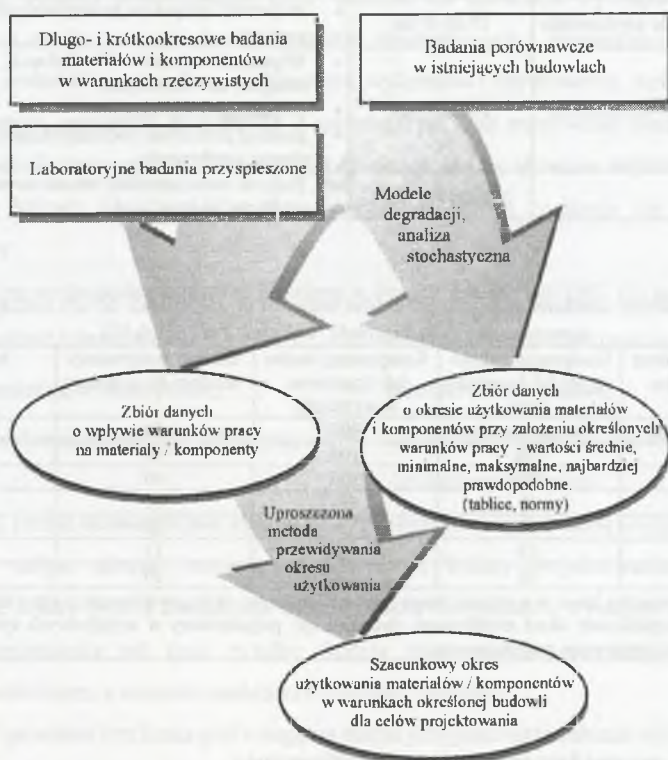 Długo- i krótkookresowe badania
materiałów i komponentów
w warunkach rzeczywistych
Badania porównawcze
w istniejących budowlach
Laboratoryjne badania przyspieszone
Modele
degradacji,
analiza
stochastyczna
Zbiór danych
o wpływie warunków pracy
na materiały / komponenty
Zbiór danych
o okresie użytkowania materiałów
i komponentów przy założeniu określonych
warunków pracy - wartości średnie,
minimalne, maksymalne, najbardziej
prawdopodobne.
(tablice, normy)
Uproszczona
metoda
przewidywania
okresu
użytkowania
Szacunkowy okres
użytkowania materiałów / komponentów
w warunkach określonej budowli
dla celów projektowania